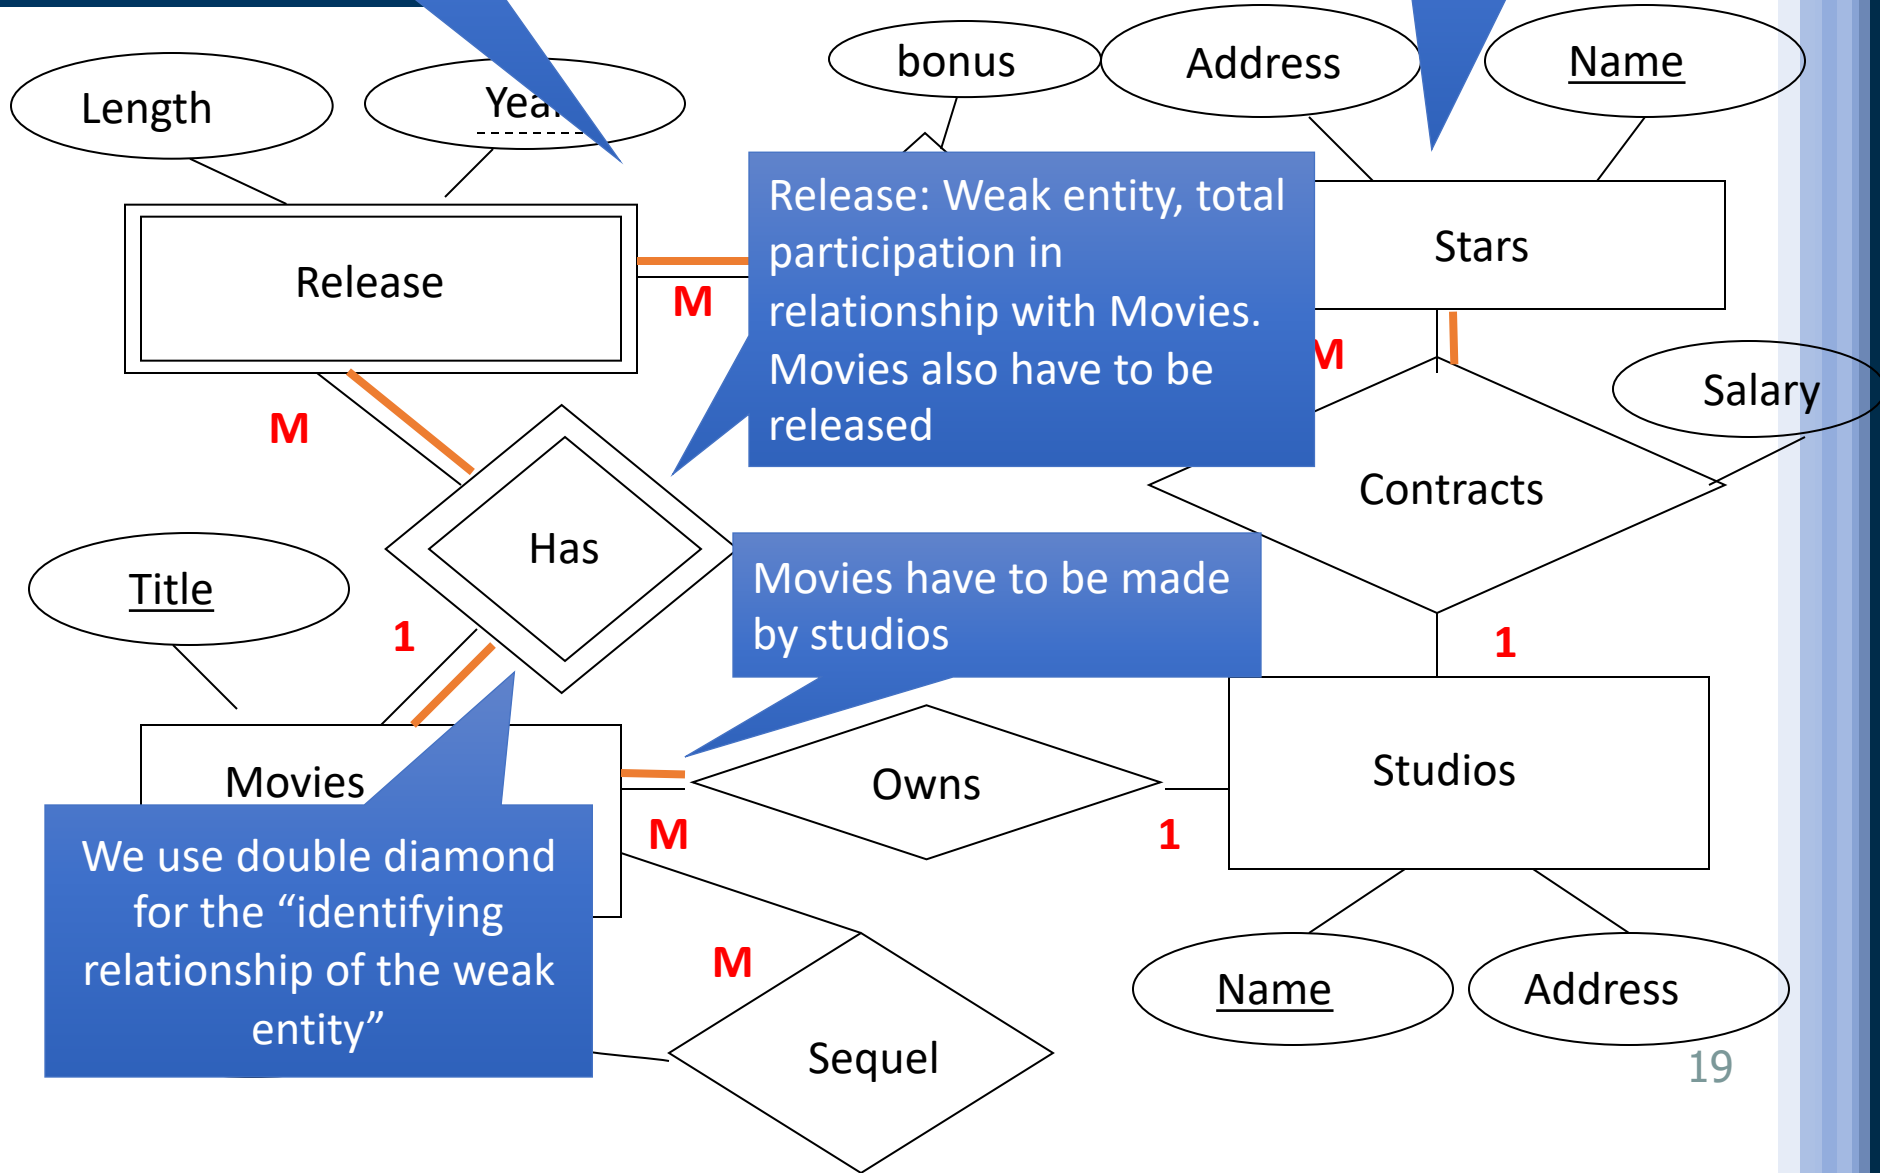 bonus
Address
Name
Length
Release: Weak entity, total
participation in
relationship with Movies.
Movies also have to be
released
Stars
Release
M
M
Salary
M
Contracts
Has
Title
Movies have to be made
by studios
1
1
Movies
Owns
Studios
M
1
We use double diamond
for the “identifying
relationship of the weak
entity”
M
Name
Address
Sequel
19